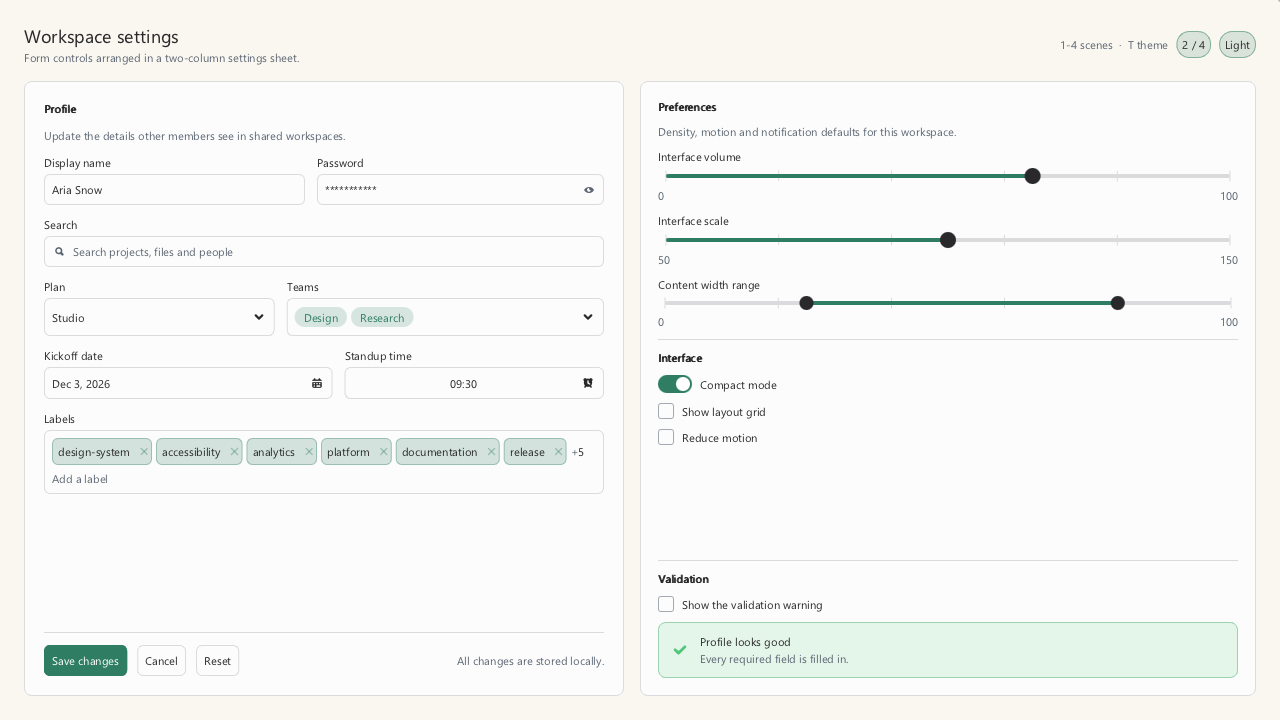 Workspace settings
Form controls arranged in a two-column settings sheet.
1-4 scenes · T theme 2 / 4 Light
Profile
Update the details other members see in shared workspaces.
Display name Password
Aria Snow ***********
Search
Search projects, files and people
Plan Teams
Studio Design Research
Kickoff date Standup time
Dec 3, 2026 09:30
Labels
design-system accessibility analytics platform documentation release +5
Add a label
Save changes Cancel Reset All changes are stored locally.
Preferences
Density, motion and notification defaults for this workspace.
Interface volume
0 100
Interface scale
50 150
Content width range
0 100
Interface
Compact mode
Show layout grid
Reduce motion
Validation
Show the validation warning
Profile looks good
Every required field is filled in.